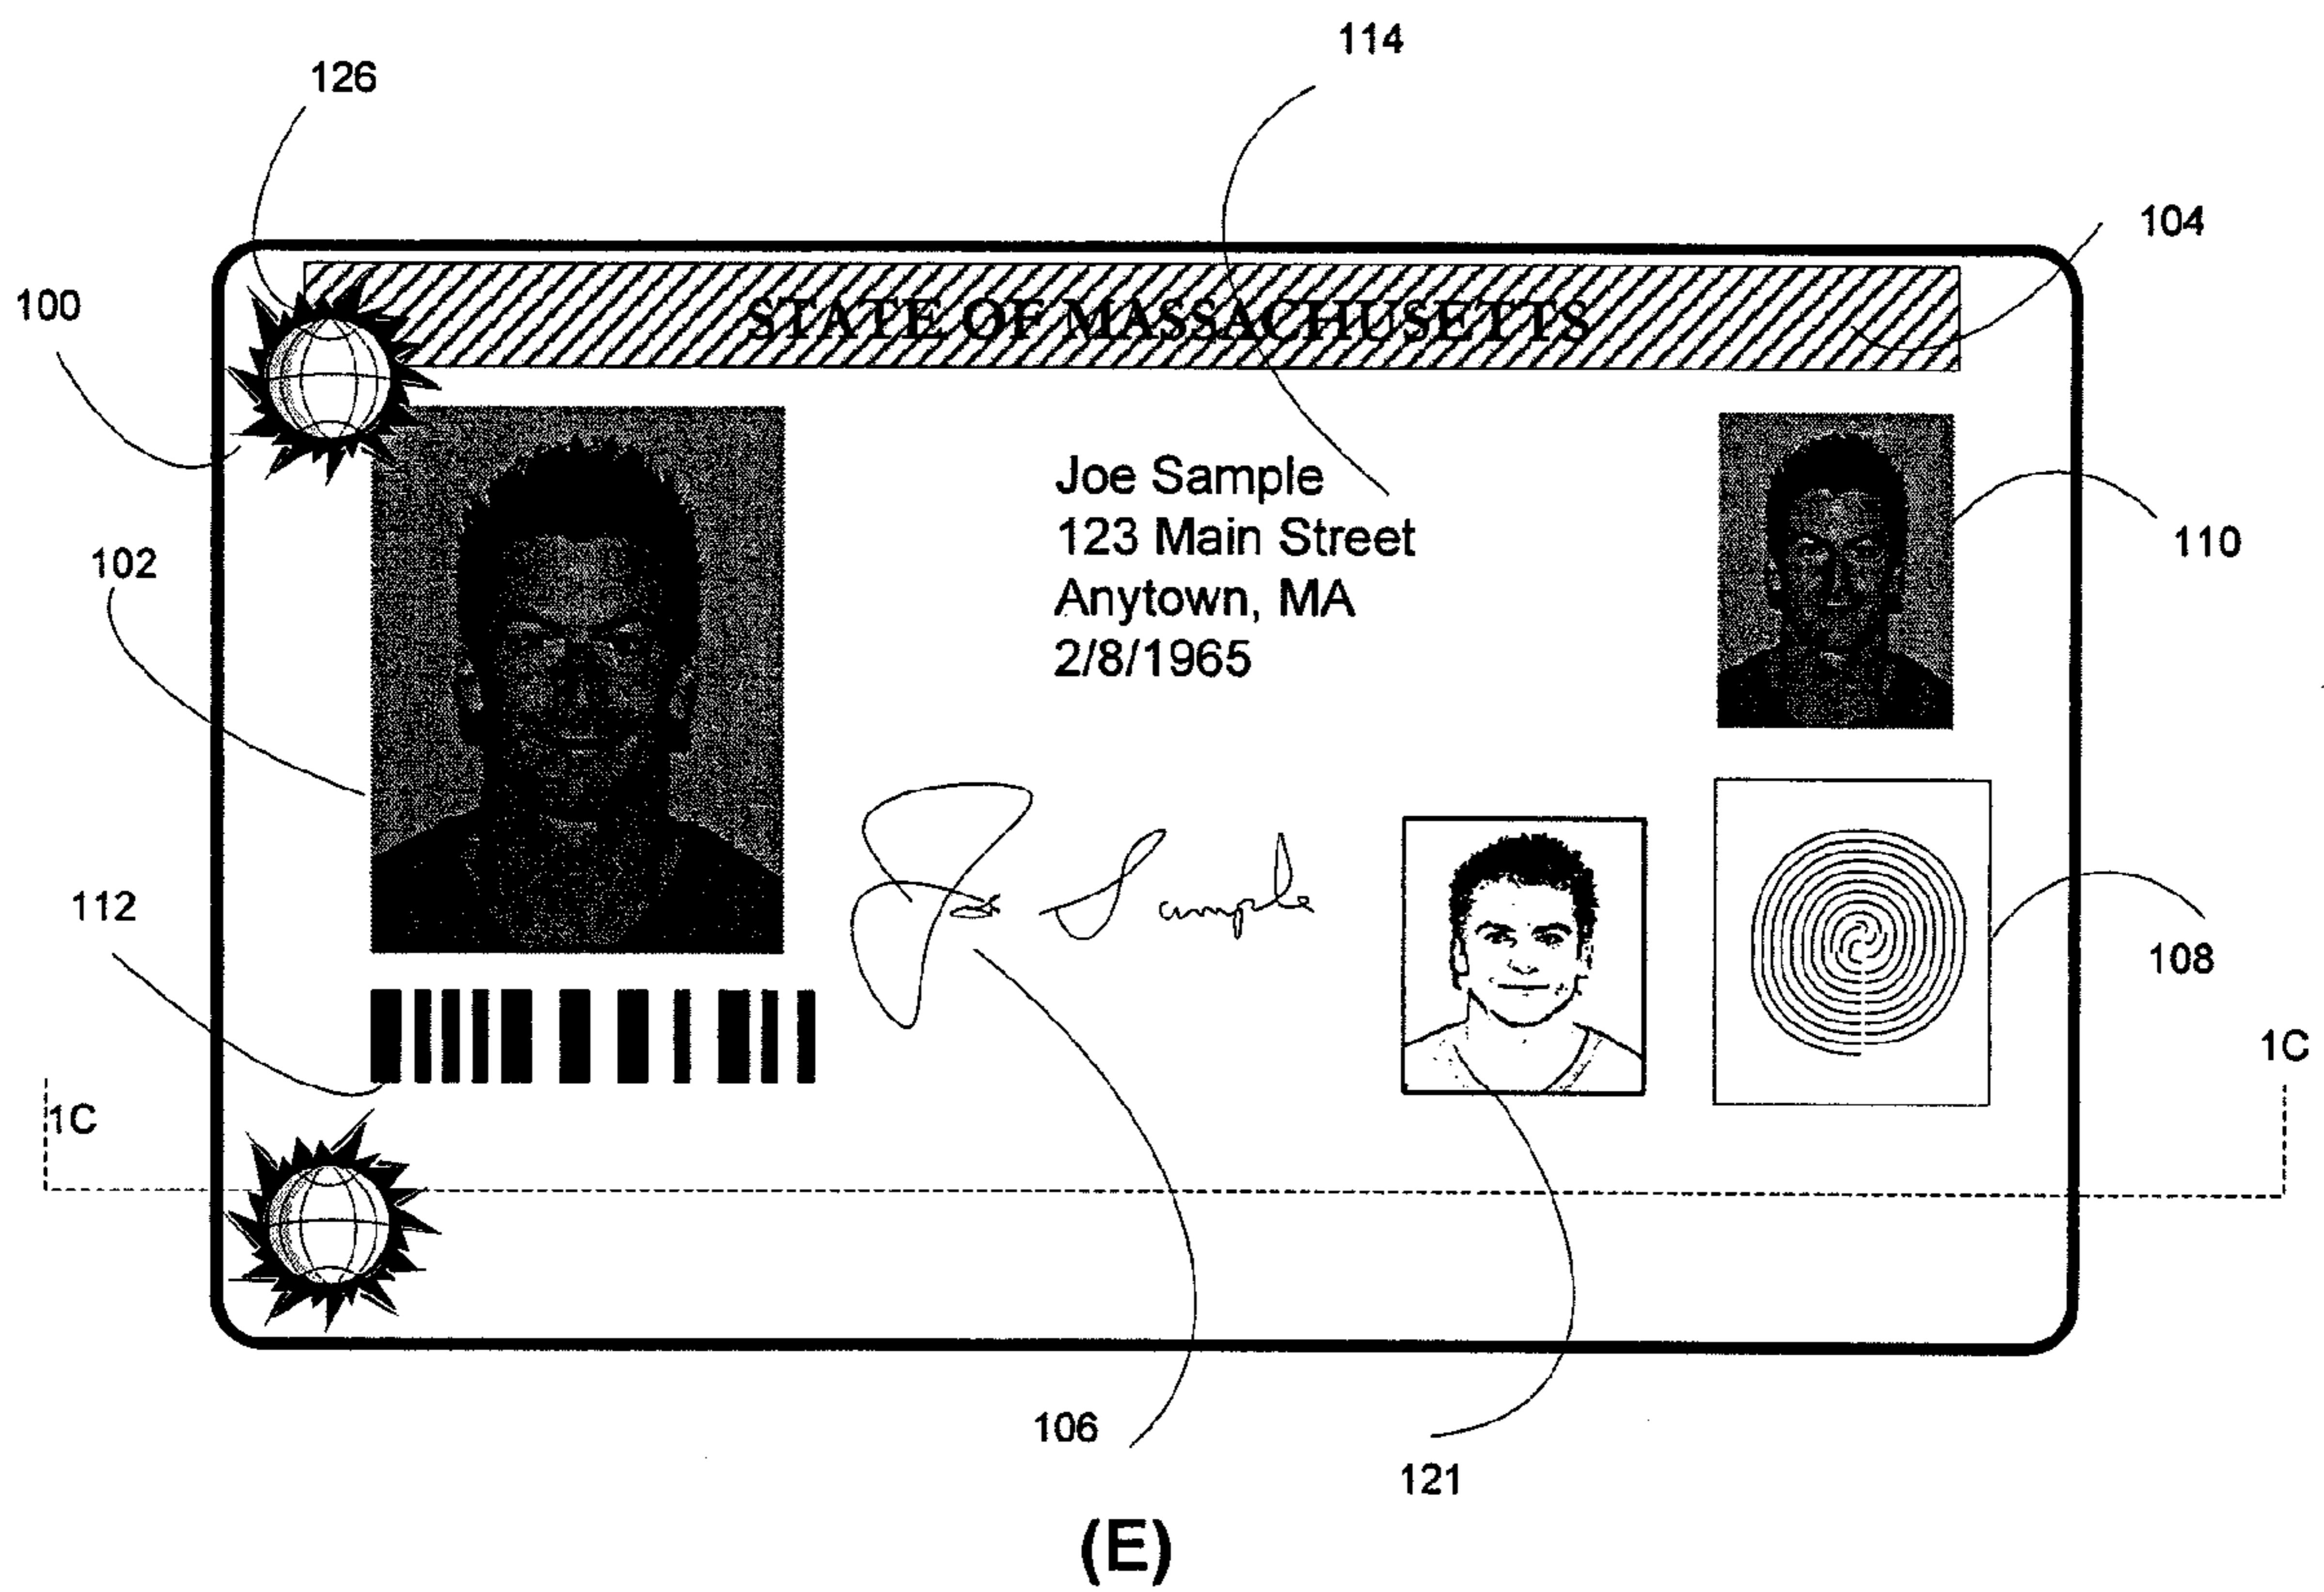 114
126
104
100
STATE OF MASSACHUSETTS
Joe Sample
123 Main Street
Anytown, MA
2/8/1965
102
110
Joe Sample
112
108
1C
1C
106
121
(E)